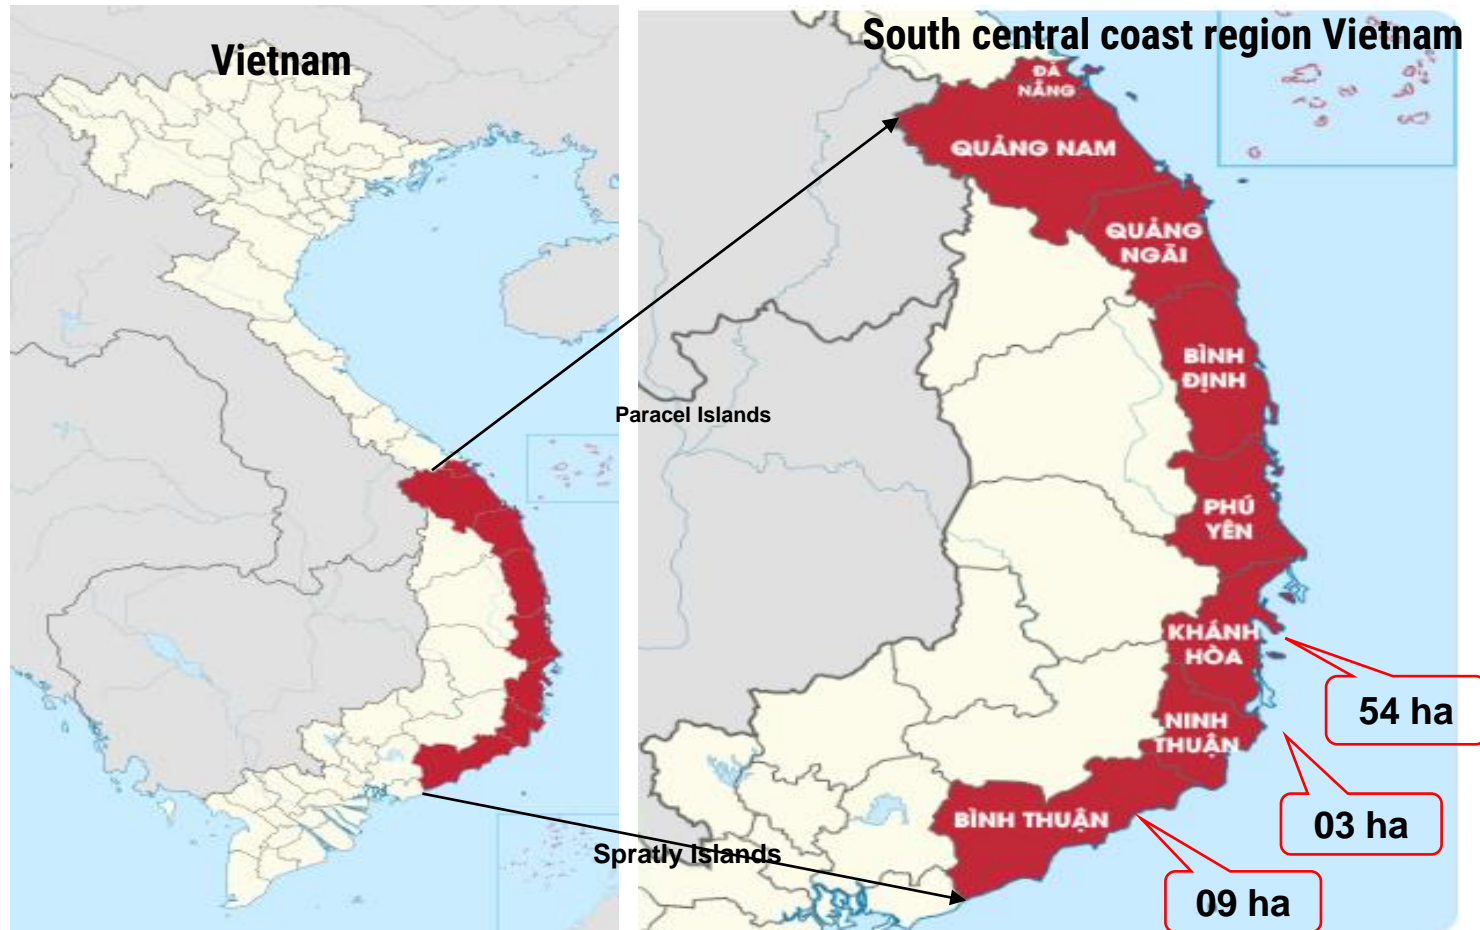 Vietnam
South central coast region Vietnam
ĐÀ
NẴNG
QUẢNG NAM
QUẢNG
NGÃI
BÌNH
ĐỊNH
Paracel Islands
PHÚ
YÊN
KHÁNH
HÒA
54 ha
NINH
THUẬN
03 ha
BÌNH THUẬN
Spratly Islands
09 ha